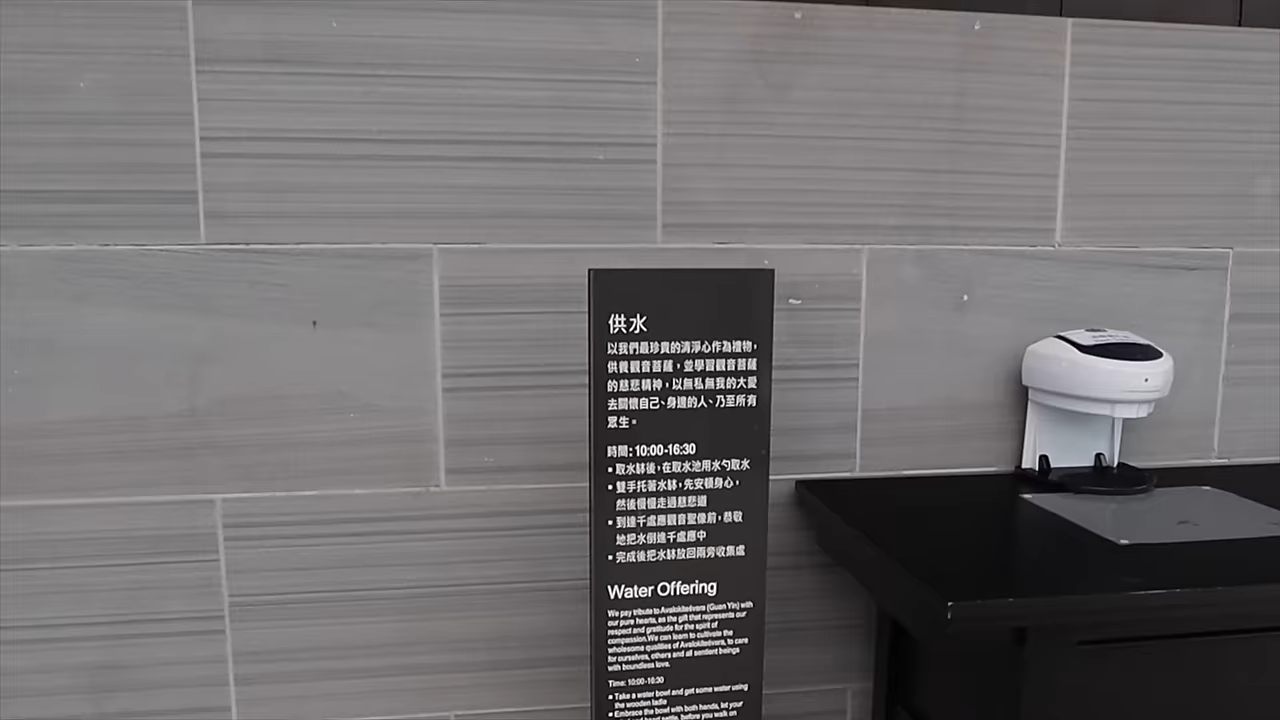 供水
以我們最珍貴的清淨心作為禮物，
供養觀音菩薩，並學習觀音菩薩
的慈悲精神，以無私無我的大愛
去關懷自己、身邊的人、乃至所有
眾生。
時間：10:00-16:30
▪ 取水缽後，在取水池用水勺取水
▪ 雙手托著水缽，先安頓身心，
然後慢慢走過慈悲道
▪ 到達千處應觀音聖像前，恭敬
地把水倒進千處應中
▪ 完成後把水缽放回兩旁收集處
Water Offering
We pay tribute to Avalokiteśvara (Guan Yin) with
our pure hearts, as the gift that represents our
respect and gratitude for the spirit of
compassion. We can learn to cultivate the
wholesome qualities of Avalokiteśvara, to care
for ourselves, others and all sentient beings
with boundless love.
Time: 10:00-16:30
▪ Take a water bowl and get some water using
the wooden ladle
▪ Embrace the bowl with both hands, let your
and heart settle, before you walk on